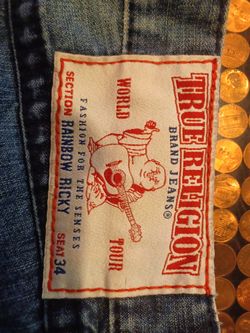 TRUE RELIGION
BRAND JEANS®
WORLD TOUR
FASHION FOR THE SENSES
SECTION RAINBOW RICKY SEAT 34